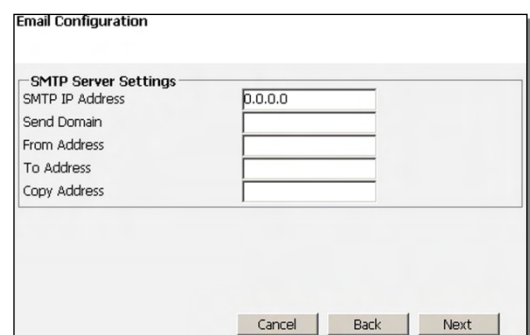 Email Configuration
SMTP Server Settings
SMTP IP Address 0.0.0.0
Send Domain
From Address
To Address
Copy Address
Cancel Back Next